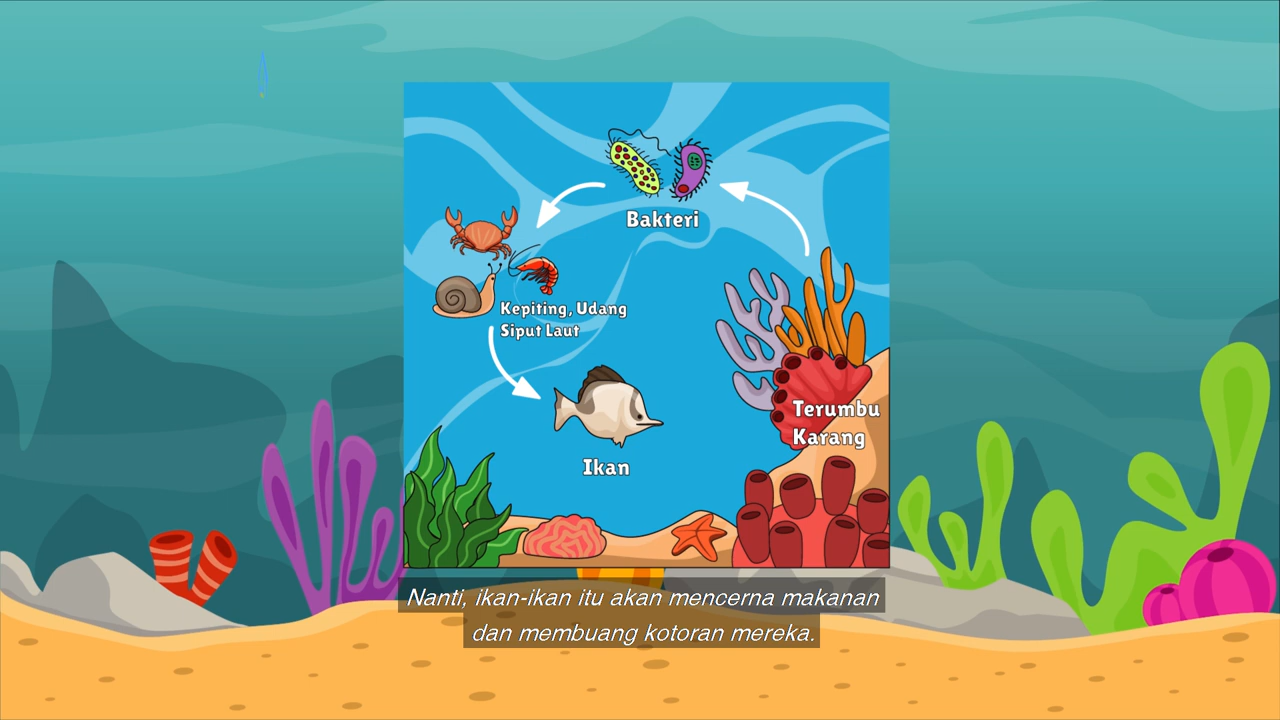 Bakteri
Kepiting, Udang
Siput Laut
Terumbu
Karang
Ikan
Nanti, ikan-ikan itu akan mencerna makanan
dan membuang kotoran mereka.